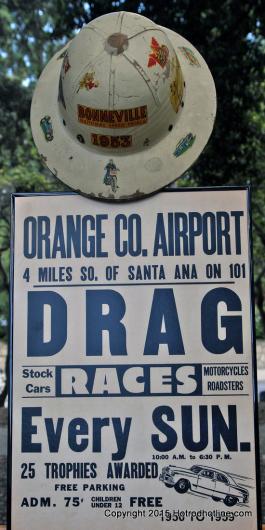 BONNEVILLE
1953
ORANGE CO. AIRPORT
4 MILES SO. OF SANTA ANA ON 101
DRAG
Stock Cars RACES MOTORCYCLES ROADSTERS
Every SUN.
10:00 A.M. to 6:30 P.M.
25 TROPHIES AWARDED
FREE PARKING
ADM. 75¢ CHILDREN UNDER 12 FREE
Copyright 2015 Hotrodhotline.com